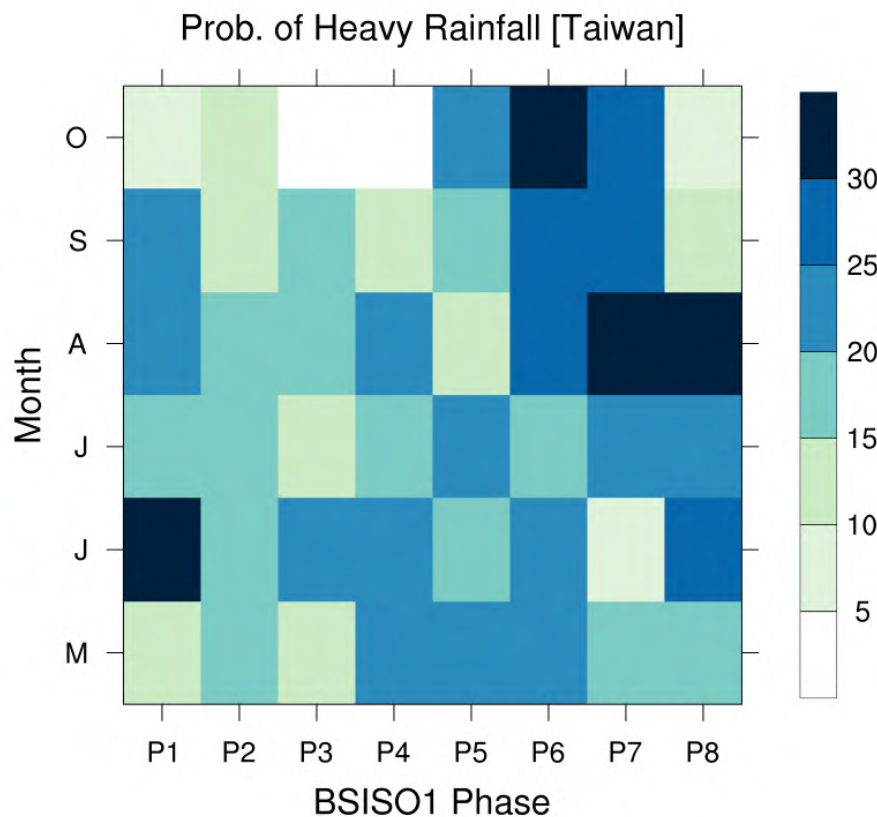 Prob. of Heavy Rainfall [Taiwan]
O
S
A
J
J
M
Month
P1 P2 P3 P4 P5 P6 P7 P8
BSISO1 Phase
30
25
20
15
10
5